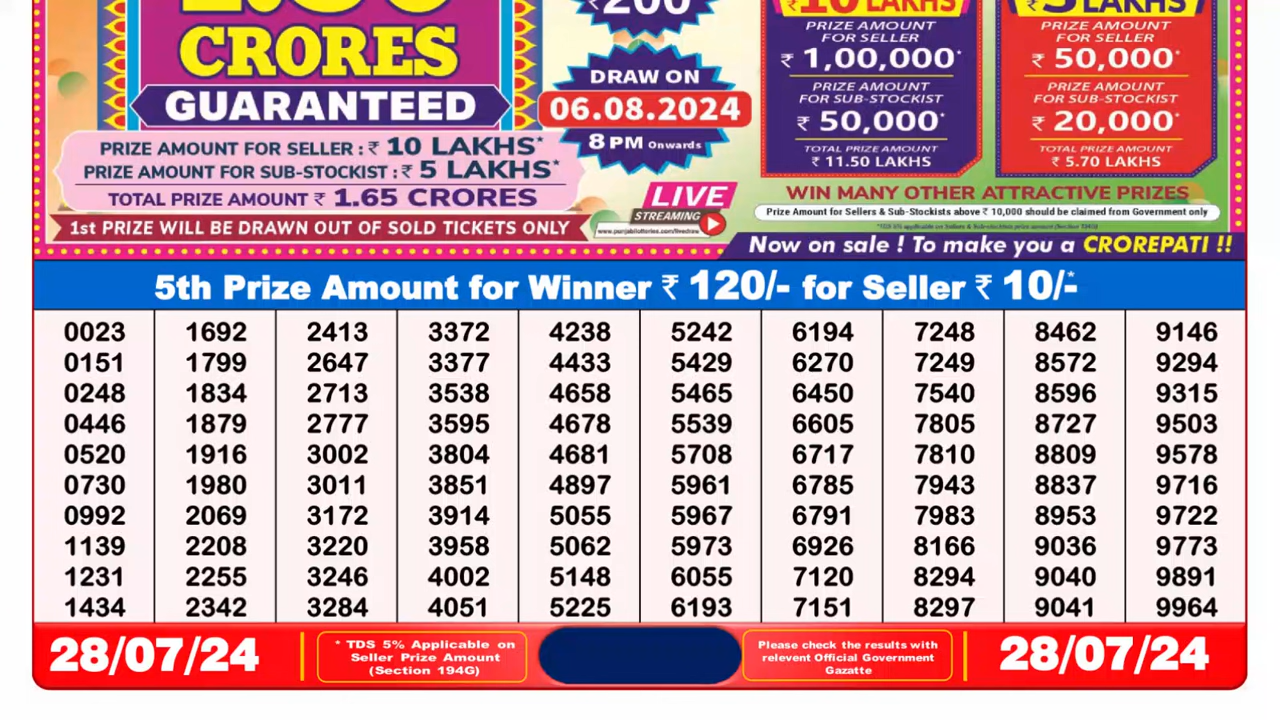 CRORES
GUARANTEED
PRIZE AMOUNT FOR SELLER : ₹ 10 LAKHS*
PRIZE AMOUNT FOR SUB-STOCKIST : ₹ 5 LAKHS*
TOTAL PRIZE AMOUNT ₹ 1.65 CRORES
1st PRIZE WILL BE DRAWN OUT OF SOLD TICKETS ONLY
₹200
DRAW ON
06.08.2024
8 PM Onwards
LIVE
STREAMING
www.punjablotteries.com/livedraw
₹10 LAKHS
PRIZE AMOUNT
FOR SELLER
₹ 1,00,000*
PRIZE AMOUNT
FOR SUB-STOCKIST
₹ 50,000*
TOTAL PRIZE AMOUNT
₹ 11.50 LAKHS
₹5 LAKHS
PRIZE AMOUNT
FOR SELLER
₹ 50,000*
PRIZE AMOUNT
FOR SUB-STOCKIST
₹ 20,000*
TOTAL PRIZE AMOUNT
₹ 5.70 LAKHS
WIN MANY OTHER ATTRACTIVE PRIZES
Prize Amount for Sellers & Sub-Stockists above ₹ 10,000 should be claimed from Government only
Now on sale ! To make you a CROREPATI !!
5th Prize Amount for Winner ₹ 120/- for Seller ₹ 10/-*
0023 1692 2413 3372 4238 5242 6194 7248 8462 9146
0151 1799 2647 3377 4433 5429 6270 7249 8572 9294
0248 1834 2713 3538 4658 5465 6450 7540 8596 9315
0446 1879 2777 3595 4678 5539 6605 7805 8727 9503
0520 1916 3002 3804 4681 5708 6717 7810 8809 9578
0730 1980 3011 3851 4897 5961 6785 7943 8837 9716
0992 2069 3172 3914 5055 5967 6791 7983 8953 9722
1139 2208 3220 3958 5062 5973 6926 8166 9036 9773
1231 2255 3246 4002 5148 6055 7120 8294 9040 9891
1434 2342 3284 4051 5225 6193 7151 8297 9041 9964
28/07/24
* TDS 5% Applicable on
Seller Prize Amount
(Section 194G)
Please check the results with
relevent Official Government
Gazatte
28/07/24